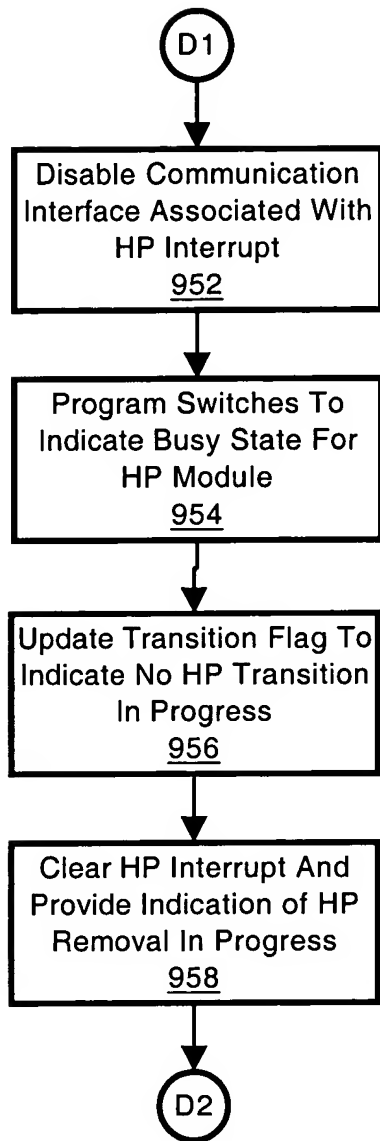 D1
Disable Communication
Interface Associated With
HP Interrupt
952
Program Switches To
Indicate Busy State For
HP Module
954
Update Transition Flag To
Indicate No HP Transition
In Progress
956
Clear HP Interrupt And
Provide Indication of HP
Removal In Progress
958
D2